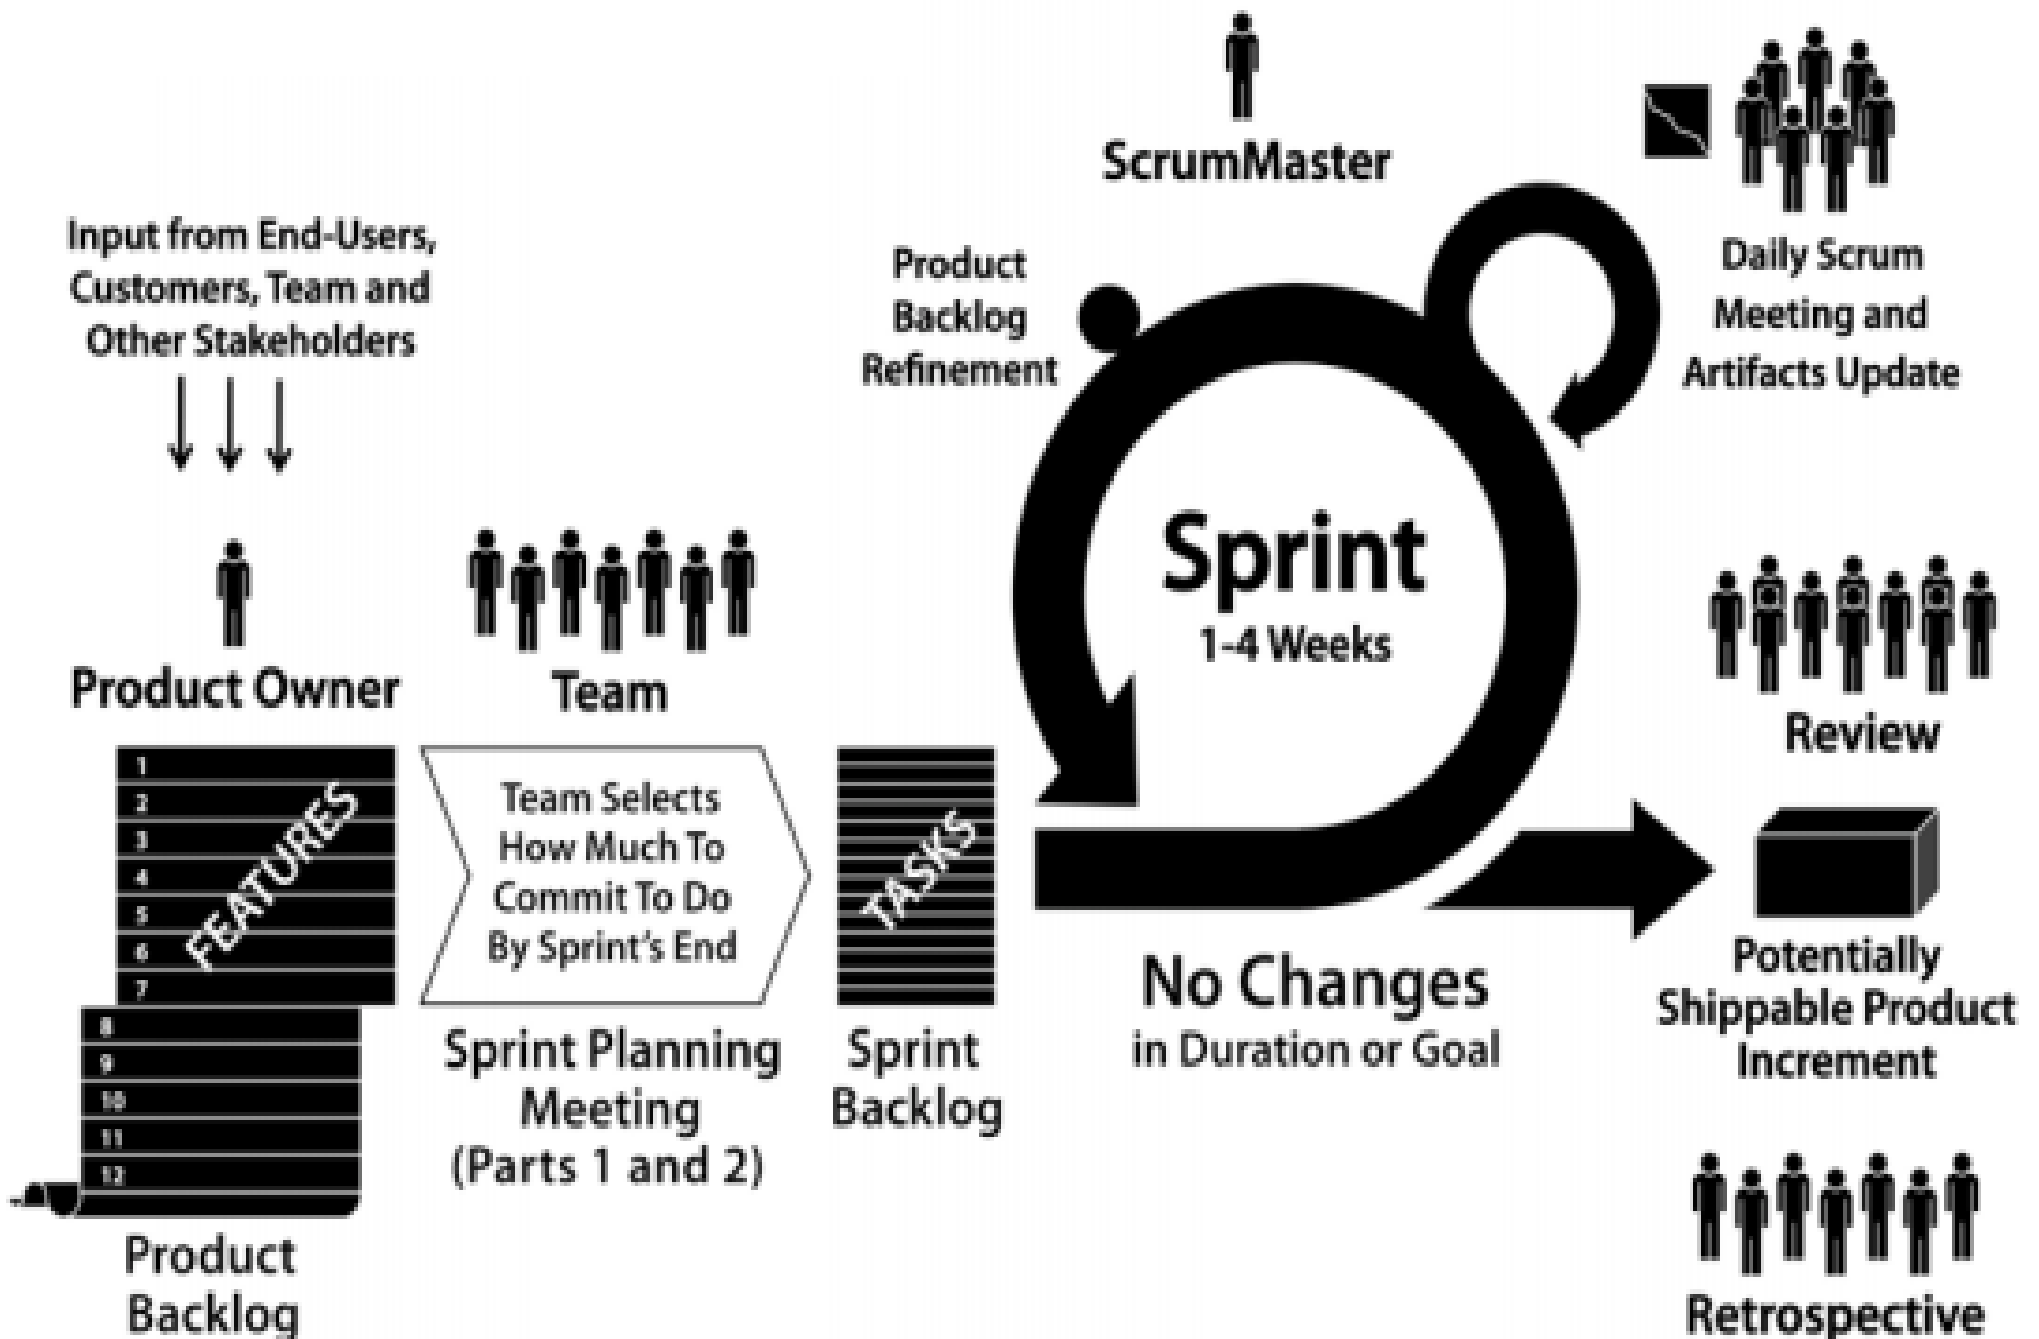 Input from End-Users,
Customers, Team and
Other Stakeholders
Product Owner
Team
1
2
3
4
5
6
7
FEATURES
8
9
10
11
12
Product
Backlog
Team Selects
How Much To
Commit To Do
By Sprint's End
Sprint Planning
Meeting
(Parts 1 and 2)
TASKS
Sprint
Backlog
ScrumMaster
Product
Backlog
Refinement
Sprint
1-4 Weeks
No Changes
in Duration or Goal
Daily Scrum
Meeting and
Artifacts Update
Review
Potentially
Shippable Product
Increment
Retrospective